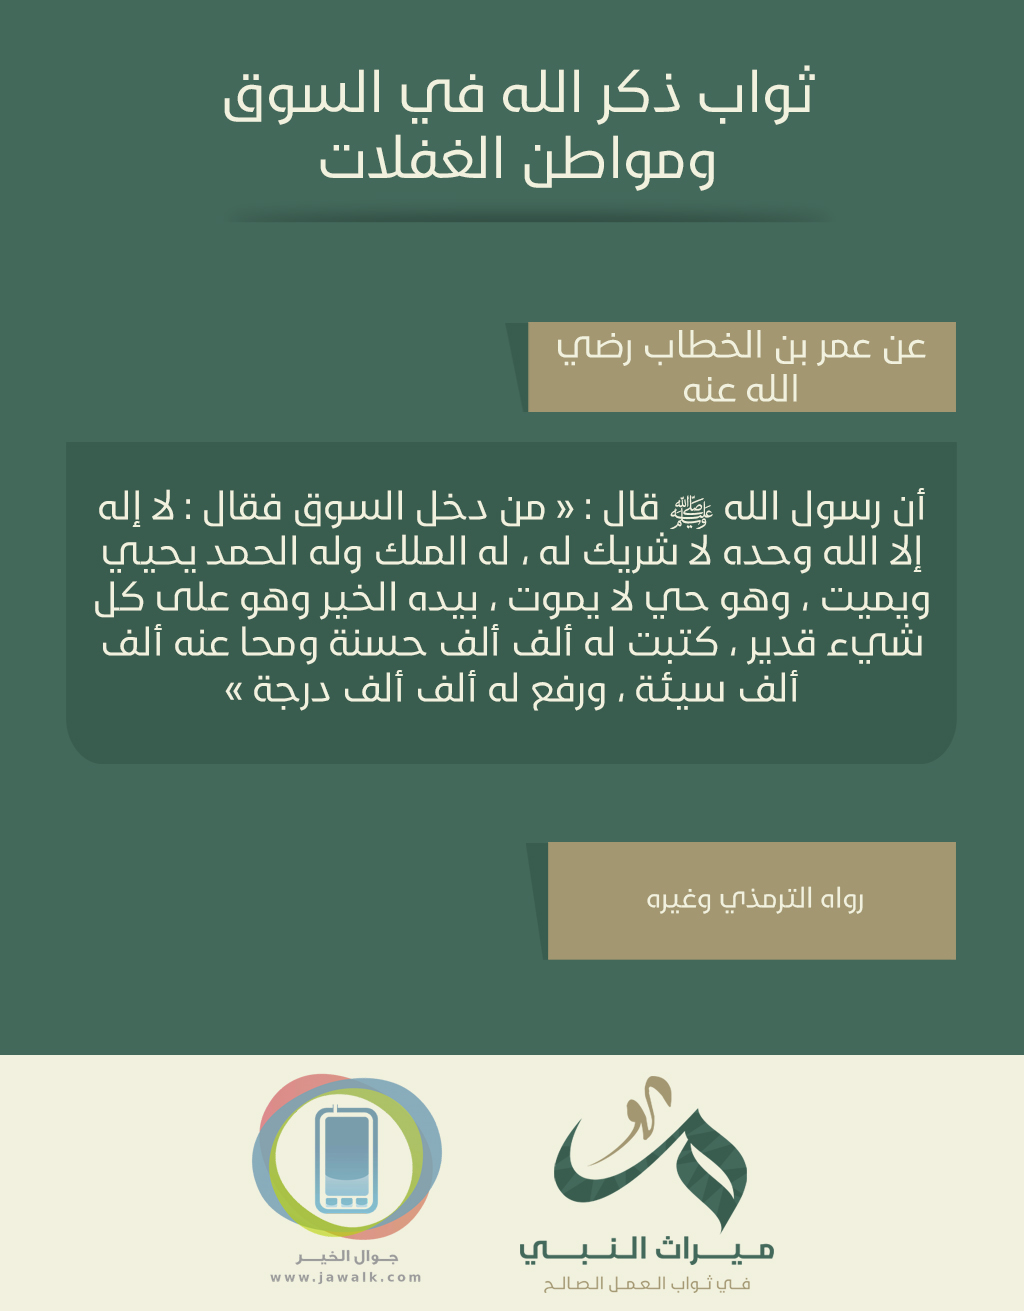 ثواب ذكر الله في السوق
ومواطن الغفلات
عن عمر بن الخطاب رضي
الله عنه
أن رسول الله ﷺ قال : « من دخل السوق فقال : لا إله
إلا الله وحده لا شريك له ، له الملك وله الحمد يحيي
ويميت ، وهو حي لا يموت ، بيده الخير وهو على كل
شيء قدير ، كتبت له ألف ألف حسنة ومحا عنه ألف
ألف سيئة ، ورفع له ألف ألف درجة »
رواه الترمذي وغيره
ميراث النبي
في ثواب العمل الصالح
جوال الخير
www.jawalk.com